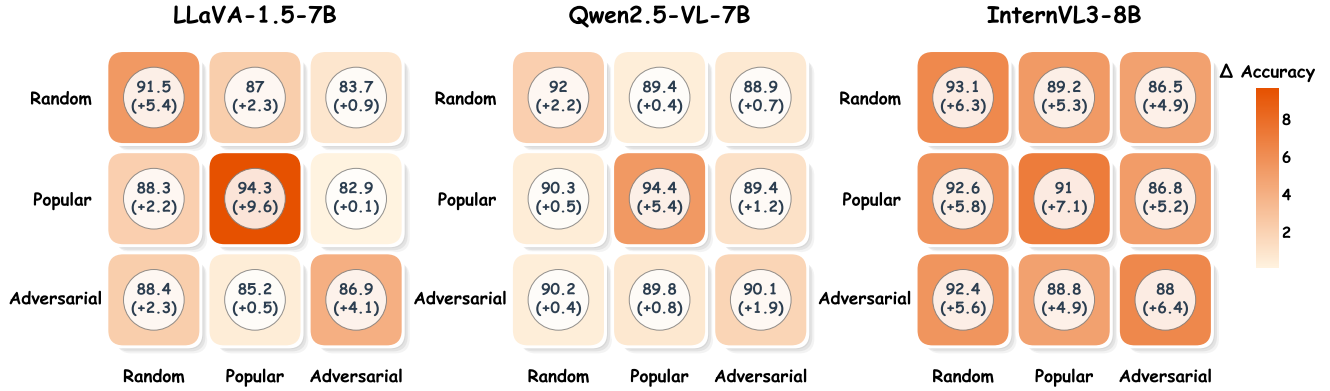 LLaVA-1.5-7B Qwen2.5-VL-7B InternVL3-8B
Δ Accuracy
Random 91.5 87 83.7 Random 92 89.4 88.9 Random 93.1 89.2 86.5
(+5.4) (+2.3) (+0.9) (+2.2) (+0.4) (+0.7) (+6.3) (+5.3) (+4.9)
8
6
4
2
Popular 88.3 94.3 82.9 Popular 90.3 94.4 89.4 Popular 92.6 91 86.8
(+2.2) (+9.6) (+0.1) (+0.5) (+5.4) (+1.2) (+5.8) (+7.1) (+5.2)
Adversarial 88.4 85.2 86.9 Adversarial 90.2 89.8 90.1 Adversarial 92.4 88.8 88
(+2.3) (+0.5) (+4.1) (+0.4) (+0.8) (+1.9) (+5.6) (+4.9) (+6.4)
Random Popular Adversarial Random Popular Adversarial Random Popular Adversarial